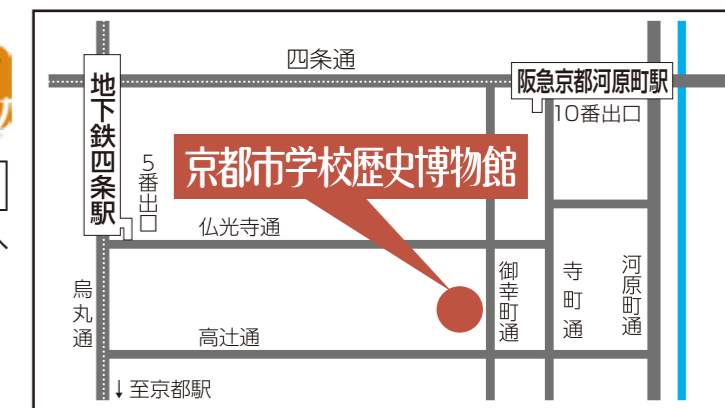 四条通
阪急京都河原町駅
10番出口
地下鉄四条駅
5番出口
京都市学校歴史博物館
仏光寺通
御幸町通
寺町通
河原町通
烏丸通
高辻通
↓至京都駅